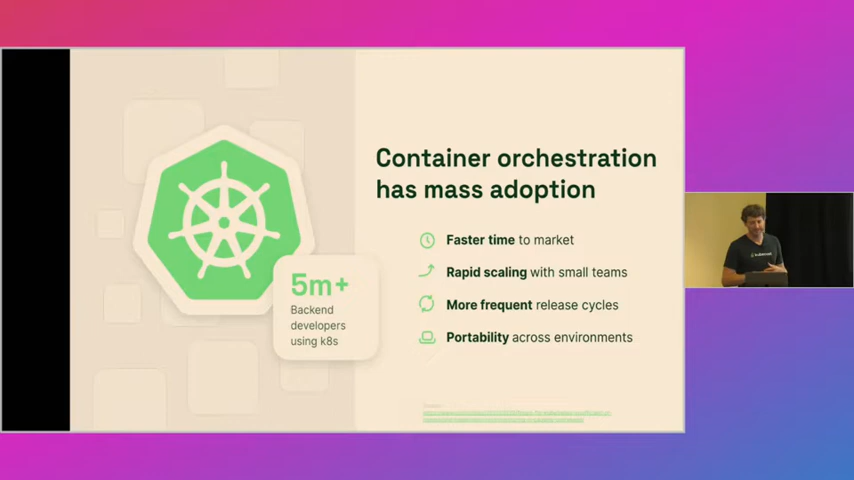 Container orchestration
has mass adoption
Faster time to market
Rapid scaling with small teams
More frequent release cycles
Portability across environments
5m+
Backend
developers
using k8s